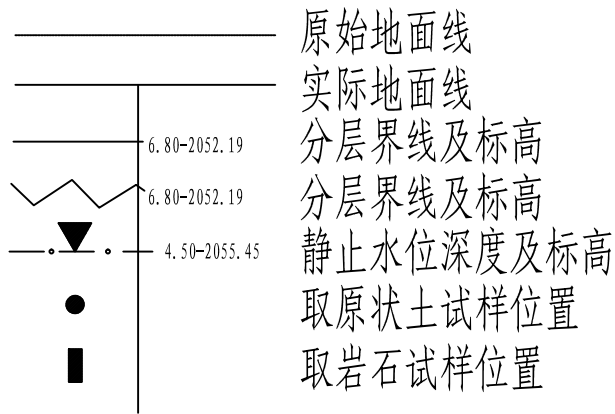 原始地面线
实际地面线
6.80-2052.19 分层界线及标高
6.80-2052.19 分层界线及标高
4.50-2055.45 静止水位深度及标高
取原状土试样位置
取岩石试样位置